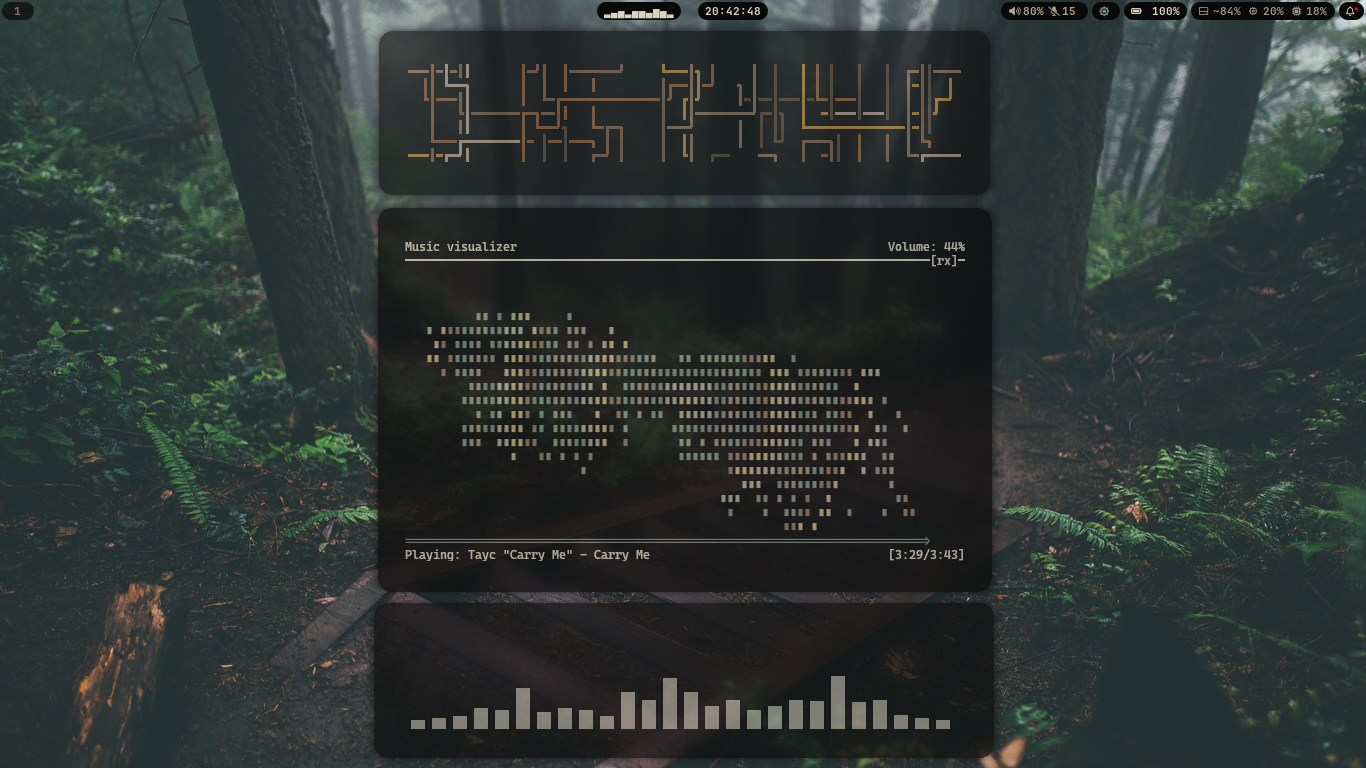 1
20:42:48
80% 15
100%
~84% 20% 18%
Music visualizer
Volume: 44%
[rx]
Playing: Tayc "Carry Me" - Carry Me
[3:29/3:43]